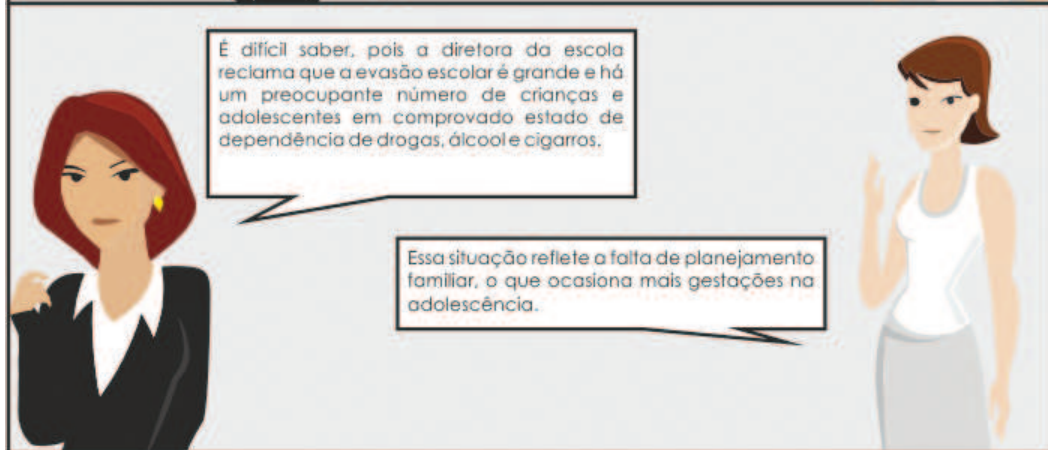 É difícil saber, pois a diretora da escola
reclama que a evasão escolar é grande e há
um preocupante número de crianças e
adolescentes em comprovado estado de
dependência de drogas, álcool e cigarros.
Essa situação reflete a falta de planejamento
familiar, o que ocasiona mais gestações na
adolescência.